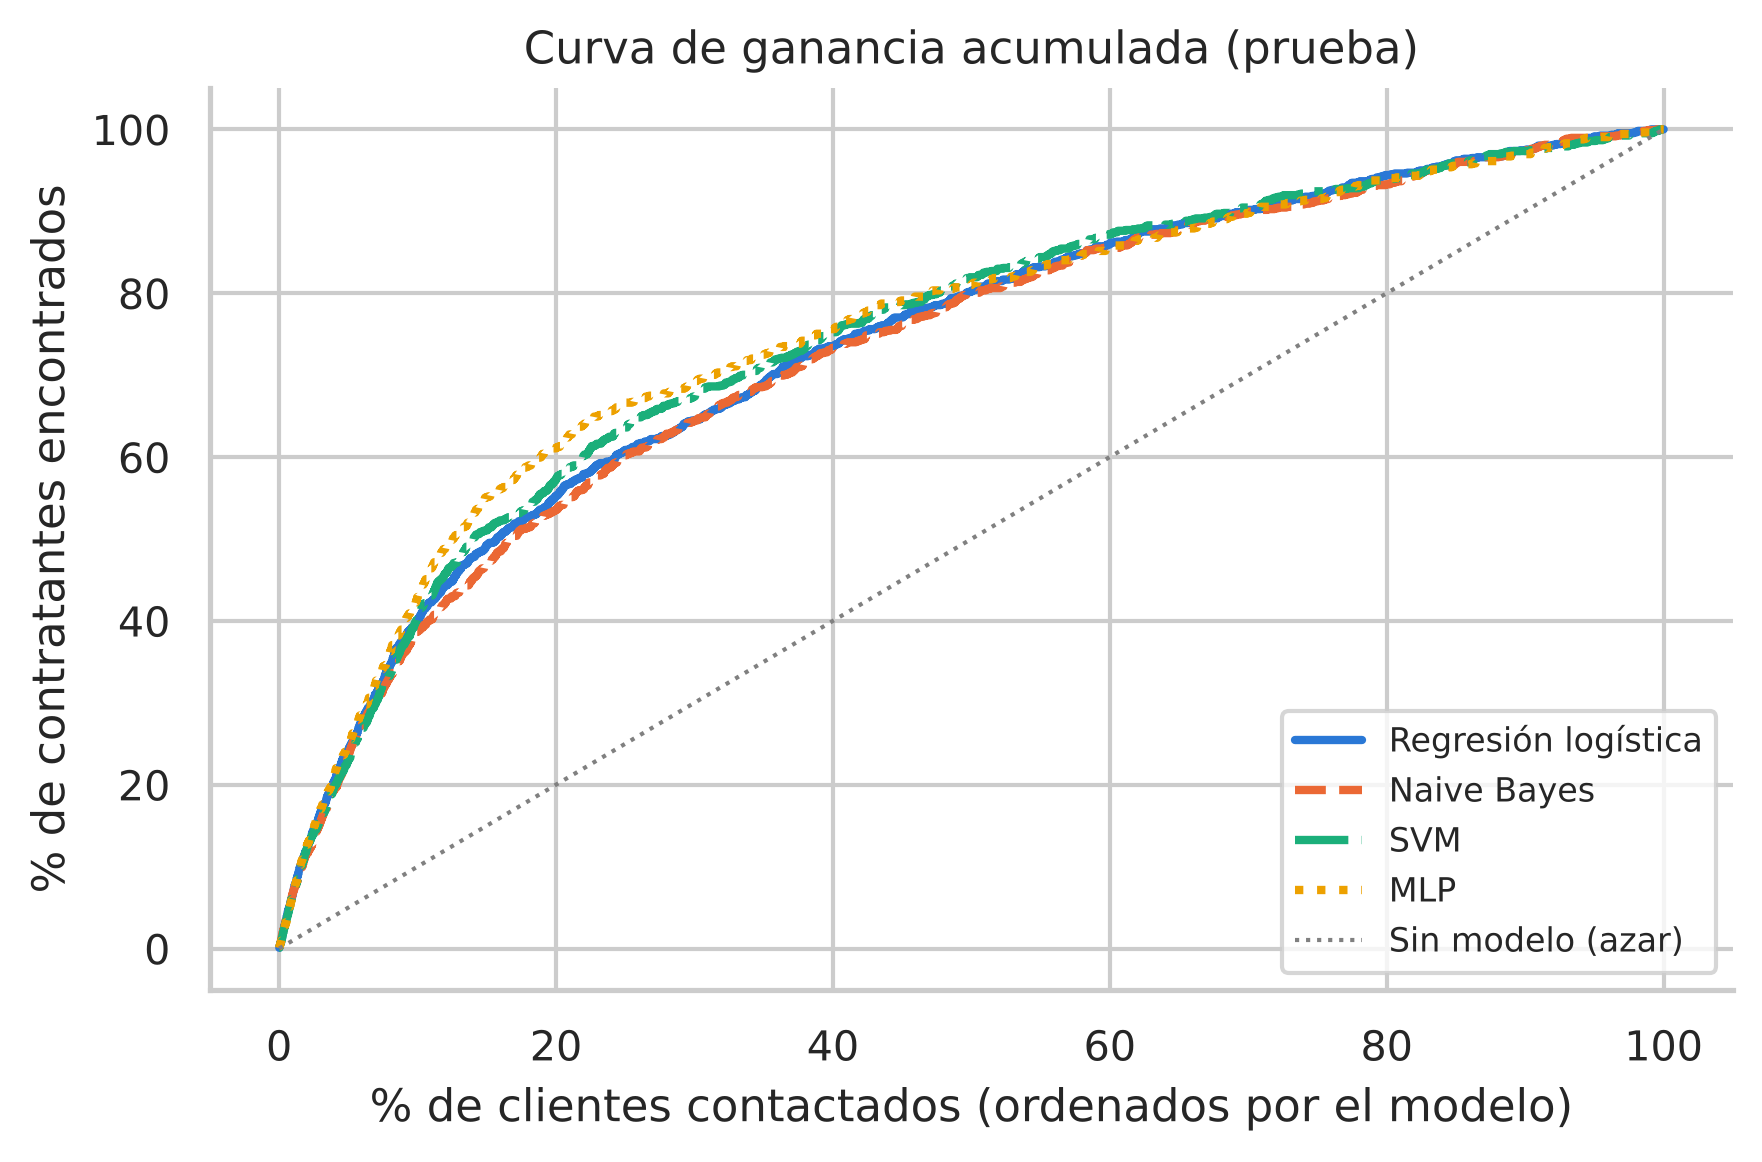 Curva de ganancia acumulada (prueba)
% de contratantes encontrados
100
80
60
40
20
0
Regresión logística
Naive Bayes
SVM
MLP
Sin modelo (azar)
0 20 40 60 80 100
% de clientes contactados (ordenados por el modelo)